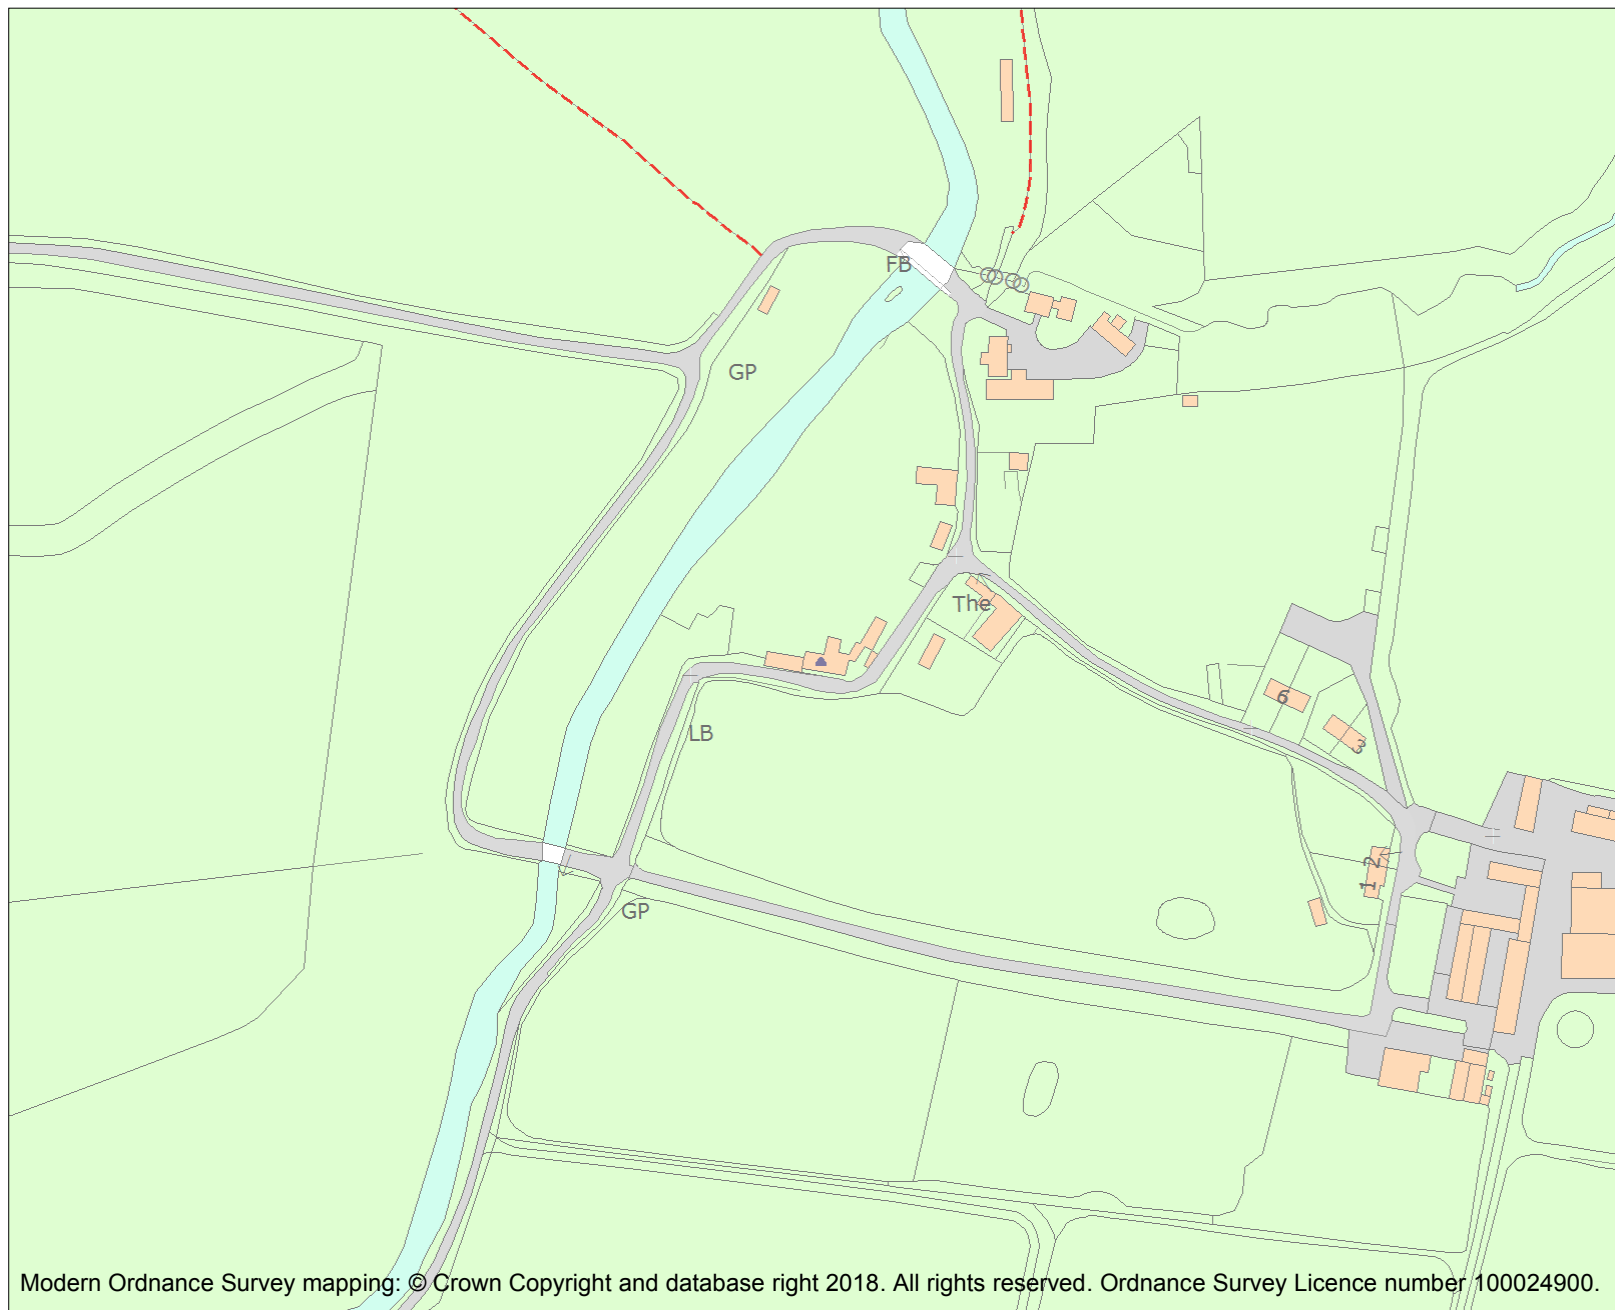 FB
GP
The
6
3
LB
2
1
GP
Modern Ordnance Survey mapping: © Crown Copyright and database right 2018. All rights reserved. Ordnance Survey Licence number 100024900.